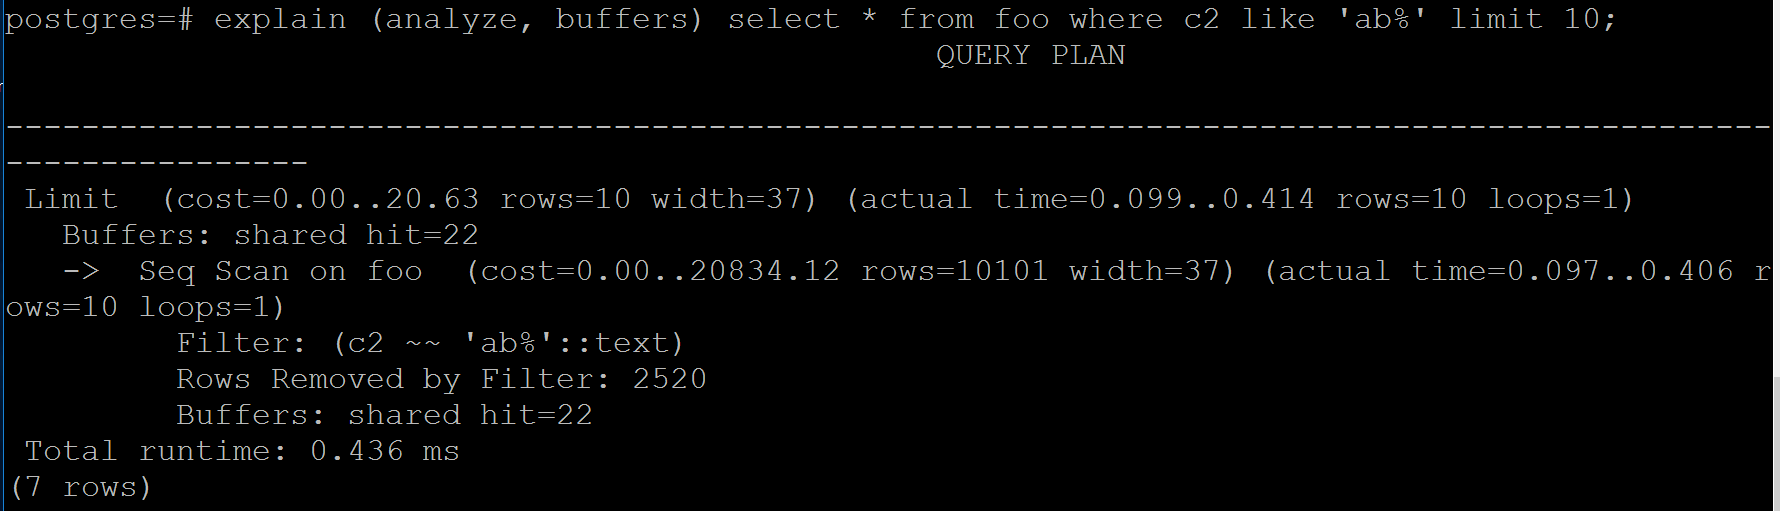 postgres=# explain (analyze, buffers) select * from foo where c2 like 'ab%' limit 10;
QUERY PLAN
---------------------------------------------------------------------------------------------
----------------
Limit  (cost=0.00..20.63 rows=10 width=37) (actual time=0.099..0.414 rows=10 loops=1)
Buffers: shared hit=22
->  Seq Scan on foo  (cost=0.00..20834.12 rows=10101 width=37) (actual time=0.097..0.406 r
ows=10 loops=1)
Filter: (c2 ~~ 'ab%'::text)
Rows Removed by Filter: 2520
Buffers: shared hit=22
Total runtime: 0.436 ms
(7 rows)